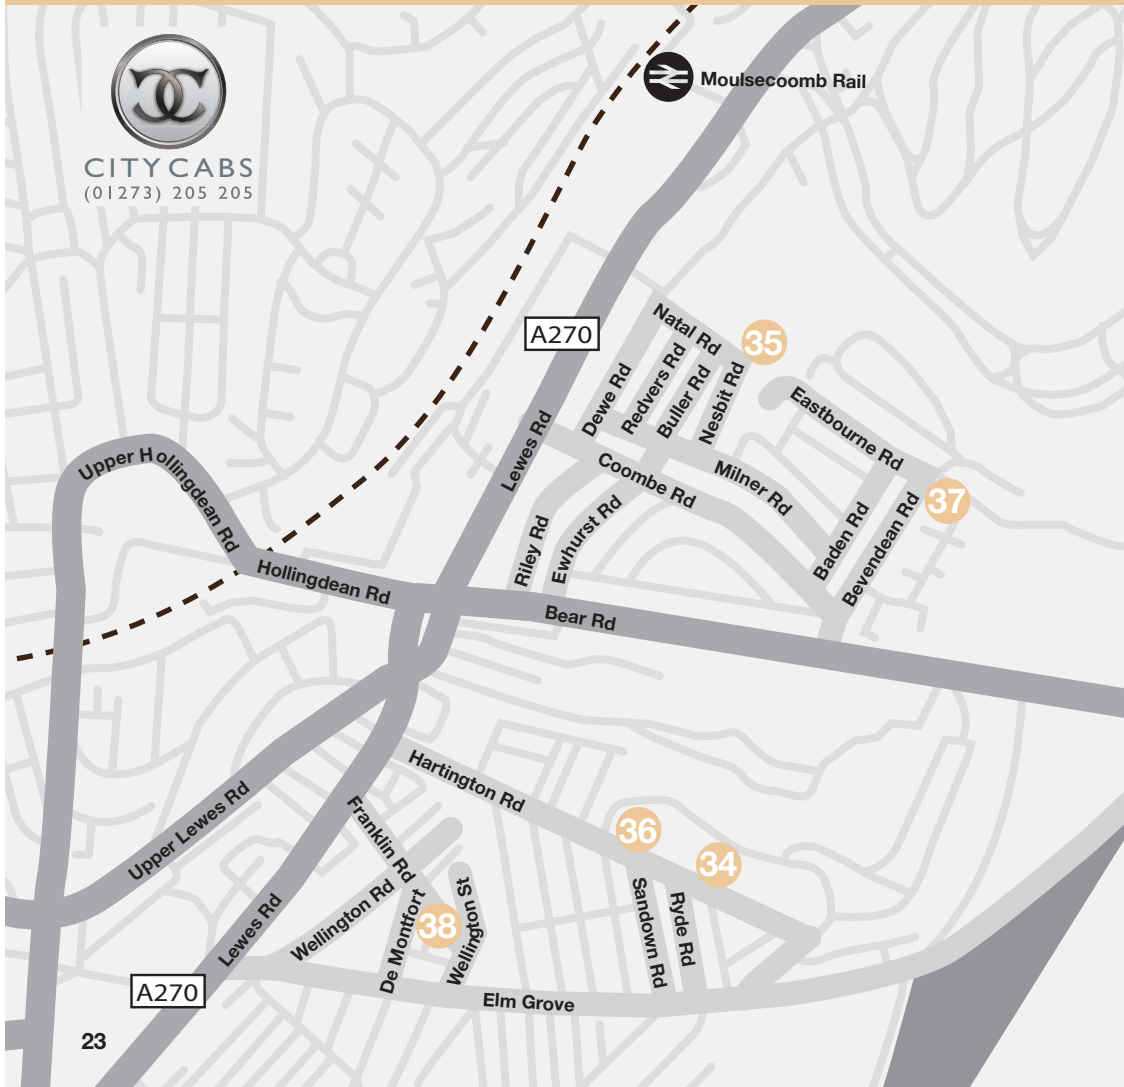 Moulsecoomb Rail
CITY CABS
(01273) 205 205
A270
Natal Rd
35
Dewe Rd
Redvers Rd
Buller Rd
Nesbit Rd
Eastbourne Rd
Lewes Rd
Upper Hollingdean Rd
Coombe Rd
Milner Rd
37
Baden Rd
Bevendean Rd
Riley Rd
Ewhurst Rd
Hollingdean Rd
Bear Rd
Hartington Rd
Upper Lewes Rd
Franklin Rd
36
34
Sandown Rd
Ryde Rd
Wellington Rd
De Montfort
38
Wellington St
Lewes Rd
A270
Elm Grove
23